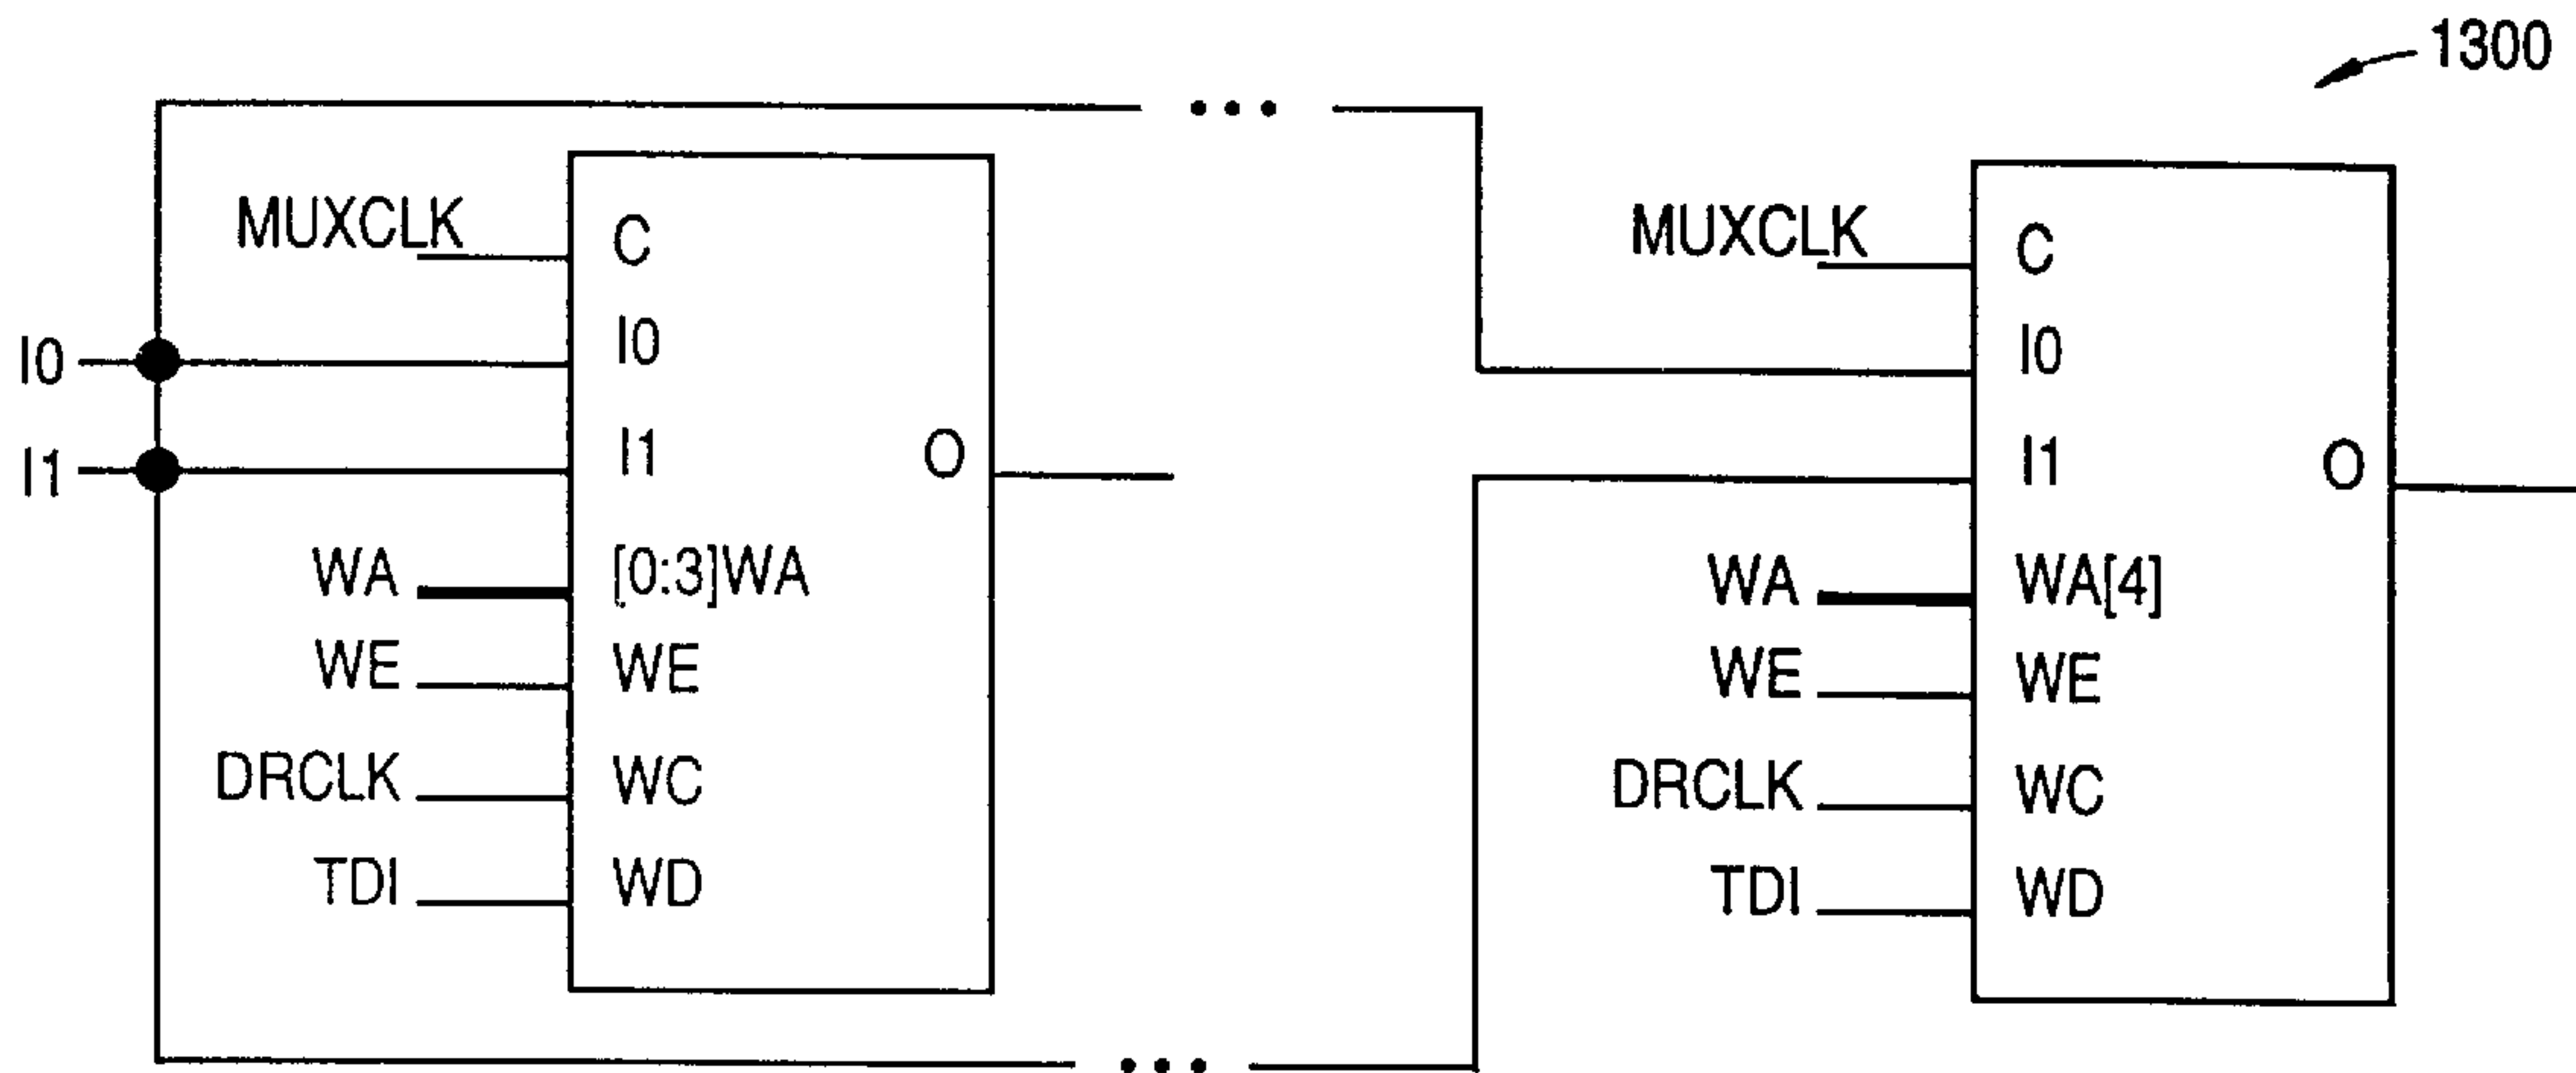 1300
MUXCLK
C
I0
I0
I1
I1
O
WA
[0:3]WA
WE
WE
DRCLK
WC
TDI
WD
MUXCLK
C
I0
I1
O
WA
WA[4]
WE
WE
DRCLK
WC
TDI
WD